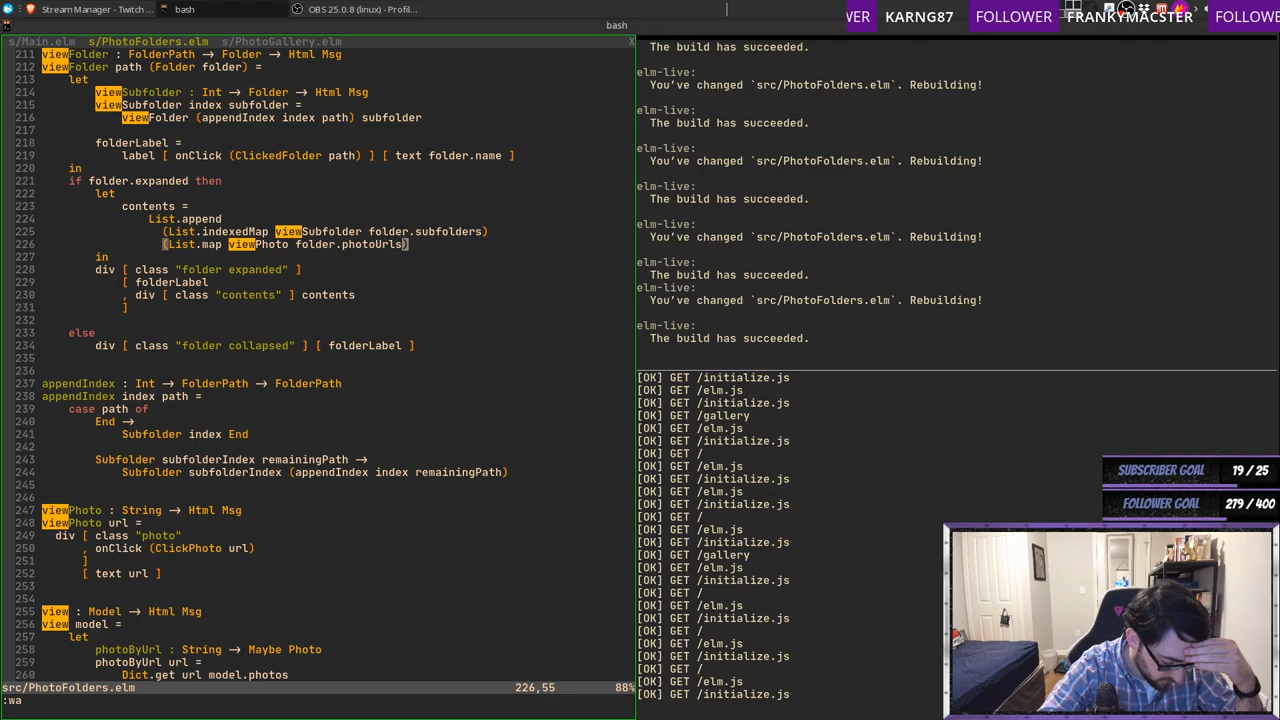 Stream Manager - Twitch
bash
OBS 25.0.8 (linux) - Profil...
bash
WER KARNG87 FOLLOWER FRANKYMACSTER FOLLOWE
s/Main.elm s/PhotoFolders.elm s/PhotoGallery.elm X
211 viewFolder : FolderPath → Folder → Html Msg
212 viewFolder path (Folder folder) =
213 let
214 viewSubfolder : Int → Folder → Html Msg
215 viewSubfolder index subfolder =
216 viewFolder (appendIndex index path) subfolder
217
218 folderLabel =
219 label [ onClick (ClickedFolder path) ] [ text folder.name ]
220 in
221 if folder.expanded then
222 let
223 contents =
224 List.append
225 (List.indexedMap viewSubfolder folder.subfolders)
226 (List.map viewPhoto folder.photoUrls)
227 in
228 div [ class "folder expanded" ]
229 [ folderLabel
230 , div [ class "contents" ] contents
231 ]
232
233 else
234 div [ class "folder collapsed" ] [ folderLabel ]
235
236
237 appendIndex : Int → FolderPath → FolderPath
238 appendIndex index path =
239 case path of
240 End →
241 Subfolder index End
242
243 Subfolder subfolderIndex remainingPath →
244 Subfolder subfolderIndex (appendIndex index remainingPath)
245
246
247 viewPhoto : String → Html Msg
248 viewPhoto url =
249 div [ class "photo"
250 , onClick (ClickPhoto url)
251 ]
252 [ text url ]
253
254
255 view : Model → Html Msg
256 view model =
257 let
258 photoByUrl : String → Maybe Photo
259 photoByUrl url =
260 Dict.get url model.photos
src/PhotoFolders.elm 226,55 88%
:wa
The build has succeeded.
elm-live:
You've changed `src/PhotoFolders.elm`. Rebuilding!
elm-live:
The build has succeeded.
elm-live:
You've changed `src/PhotoFolders.elm`. Rebuilding!
elm-live:
The build has succeeded.
elm-live:
You've changed `src/PhotoFolders.elm`. Rebuilding!
elm-live:
The build has succeeded.
elm-live:
You've changed `src/PhotoFolders.elm`. Rebuilding!
elm-live:
The build has succeeded.
[OK] GET /initialize.js
[OK] GET /elm.js
[OK] GET /initialize.js
[OK] GET /gallery
[OK] GET /elm.js
[OK] GET /initialize.js
[OK] GET /
[OK] GET /elm.js
[OK] GET /initialize.js
[OK] GET /elm.js
[OK] GET /initialize.js
[OK] GET /
[OK] GET /elm.js
[OK] GET /initialize.js
[OK] GET /gallery
[OK] GET /elm.js
[OK] GET /initialize.js
[OK] GET /
[OK] GET /elm.js
[OK] GET /initialize.js
[OK] GET /
[OK] GET /elm.js
[OK] GET /initialize.js
[OK] GET /
[OK] GET /elm.js
[OK] GET /initialize.js
SUBSCRIBER GOAL 19 / 25
FOLLOWER GOAL 279 / 400